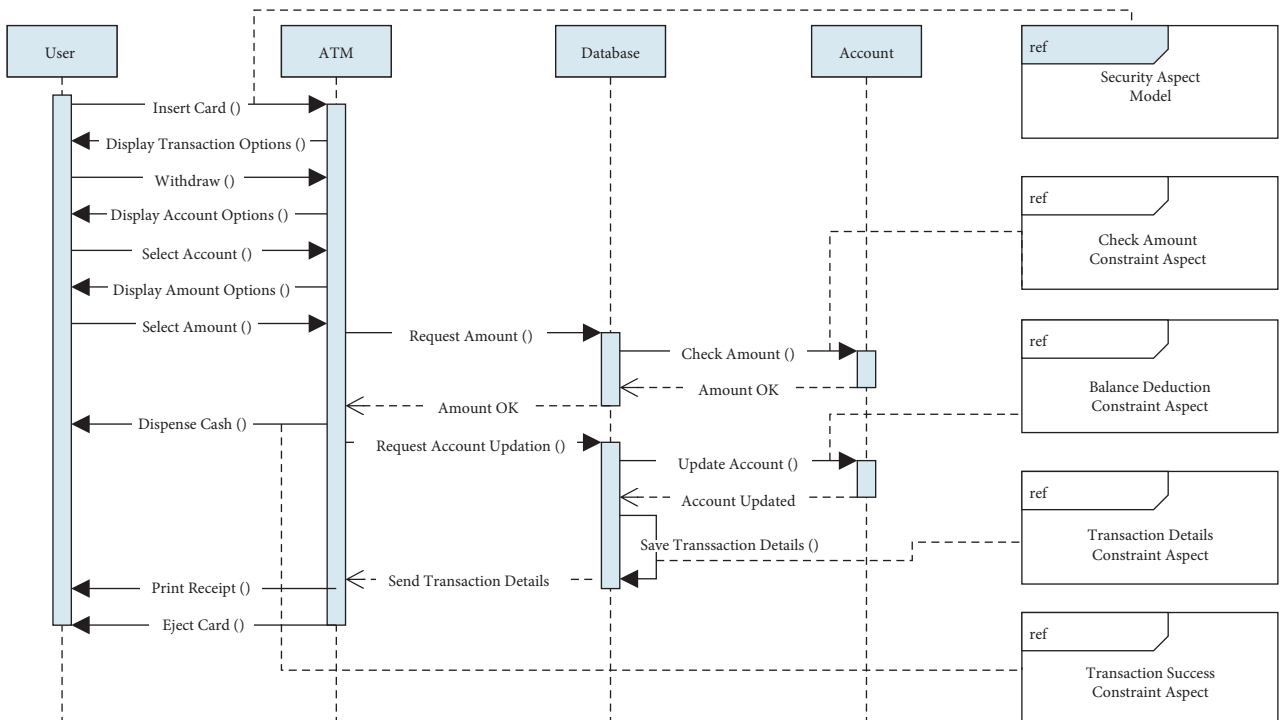 User
ATM
Database
Account
ref
Security Aspect
Model
Insert Card ()
Display Transaction Options ()
Withdraw ()
ref
Display Account Options ()
Check Amount
Constraint Aspect
Select Account ()
Display Amount Options ()
Select Amount ()
Request Amount ()
ref
Check Amount ()
Amount OK
Balance Deduction
Constraint Aspect
Amount OK
Dispense Cash ()
Request Account Updation ()
Update Account ()
ref
Account Updated
Transaction Details
Constraint Aspect
Save Transsaction Details ()
Send Transaction Details
Print Receipt ()
Eject Card ()
ref
Transaction Success
Constraint Aspect